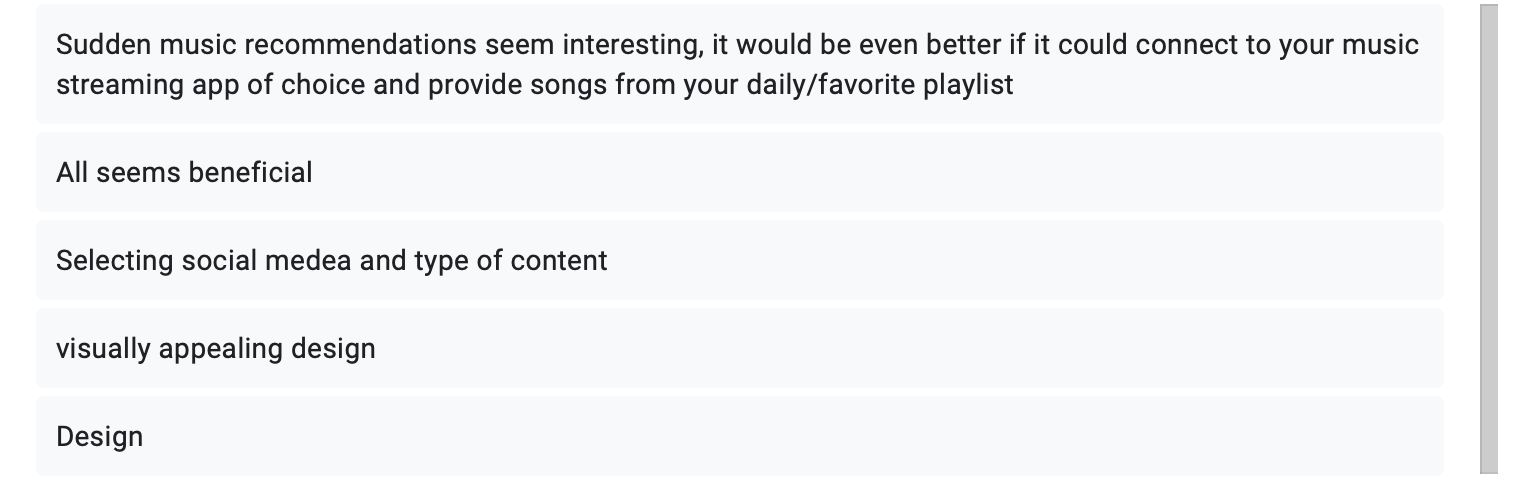 Sudden music recommendations seem interesting, it would be even better if it could connect to your music
streaming app of choice and provide songs from your daily/favorite playlist
All seems beneficial
Selecting social medea and type of content
visually appealing design
Design